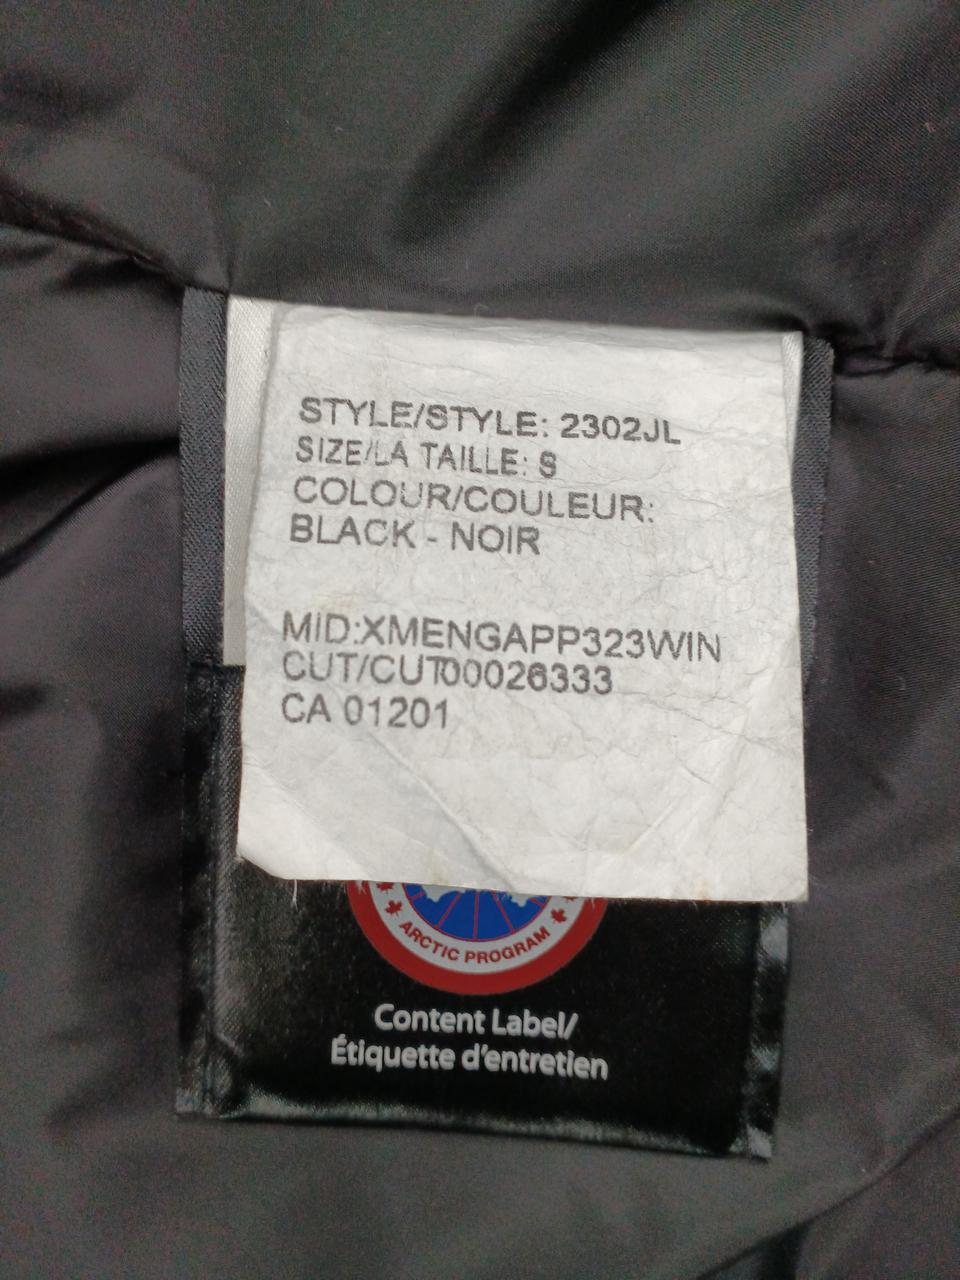 STYLE/STYLE: 2302JL
SIZE/LA TAILLE: S
COLOUR/COULEUR:
BLACK - NOIR
MID:XMENGAPP323WIN
CUT/CUT00026333
CA 01201
ARCTIC PROGRAM
Content Label/
Étiquette d'entretien